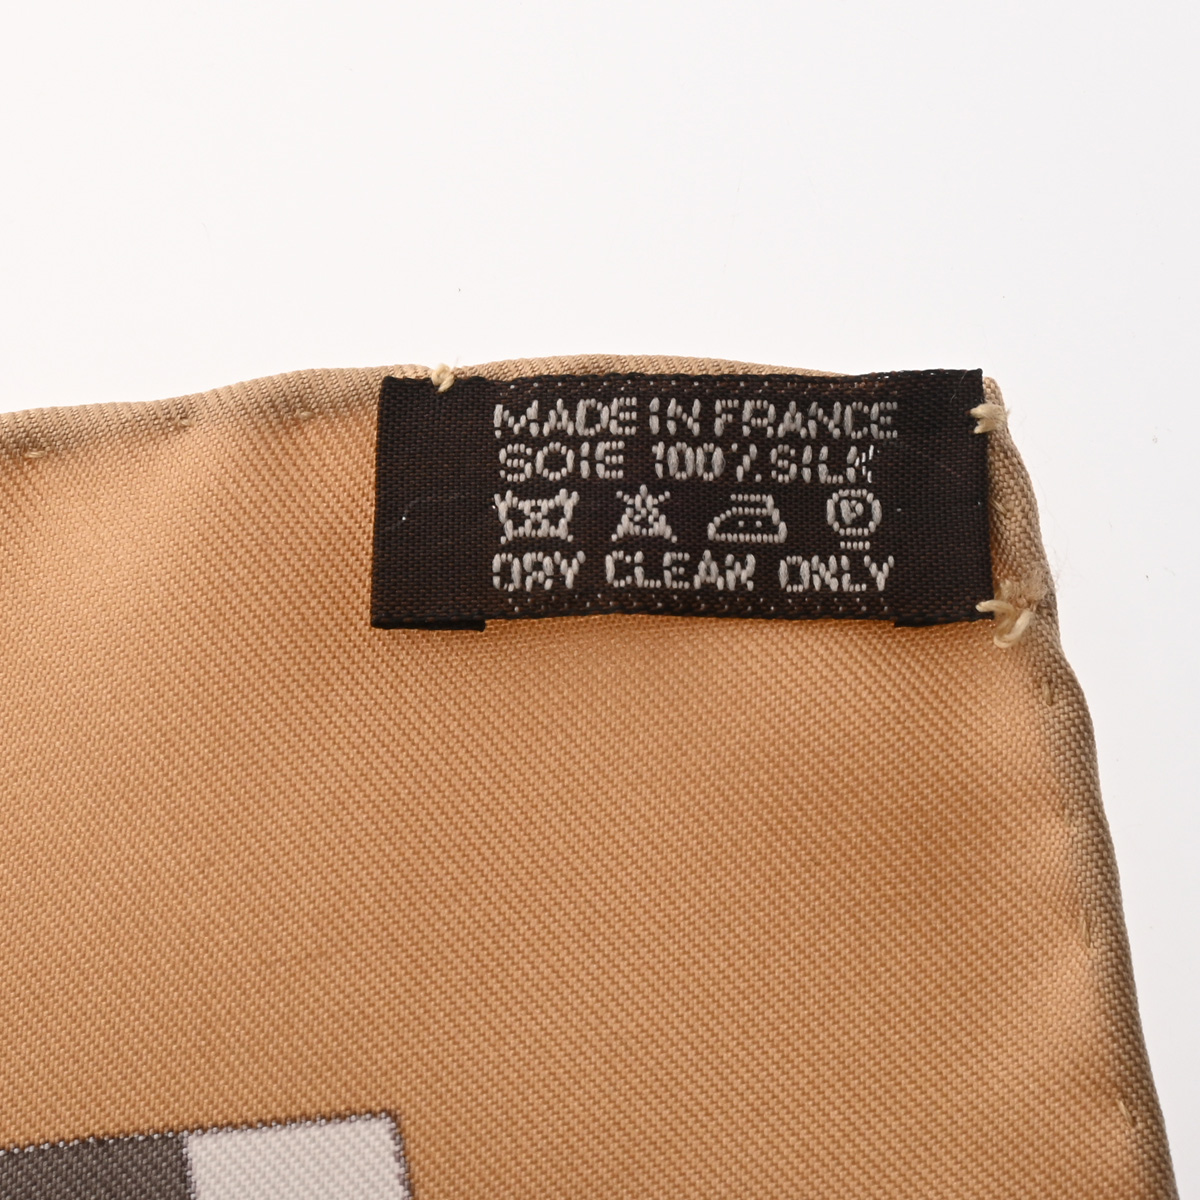 MADE IN FRANCE
SOIE 100% SILK
P
DRY CLEAN ONLY